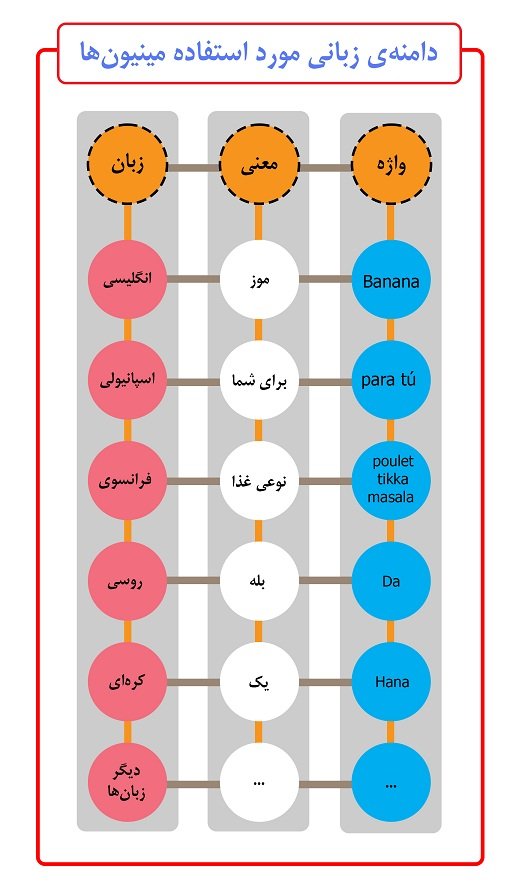 دامنه‌ی زبانی مورد استفاده مینیون‌ها
واژه معنی زبان
Banana موز انگلیسی
para tú برای شما اسپانیولی
poulet
tikka
masala
نوعی غذا فرانسوی
Da بله روسی
Hana یک کره‌ای
... ... دیگر
زبان‌ها